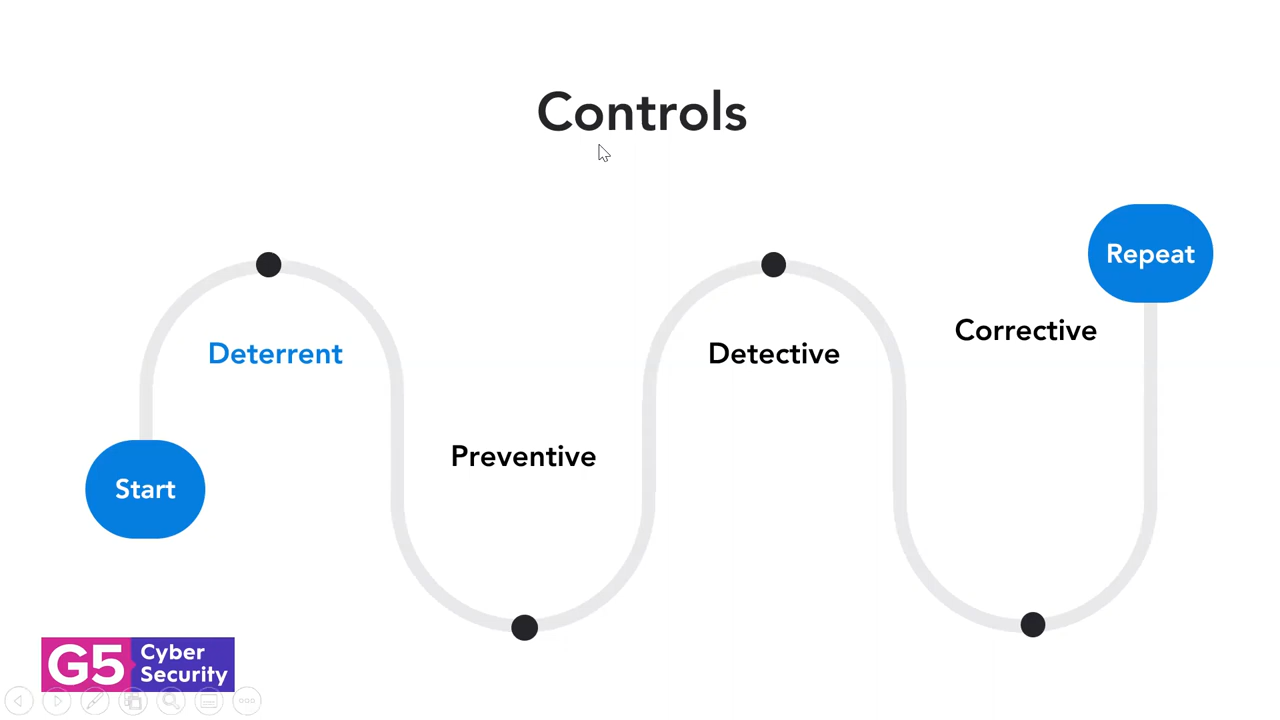 Controls
Repeat
Corrective
Deterrent
Detective
Preventive
Start
G5 Cyber
Security